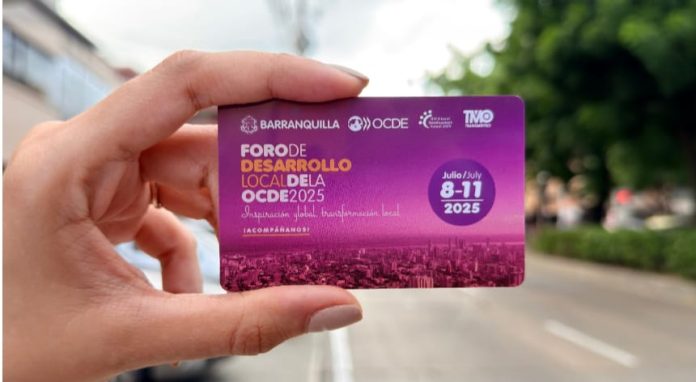 BARRANQUILLA
OCDE
TMO
TRANSMETRO
FORO DE
DESARROLLO
LOCAL DE LA
OCDE 2025
Inspiración global, transformación local
¡ACOMPÁÑANOS!
Julio/July
8-11
2025